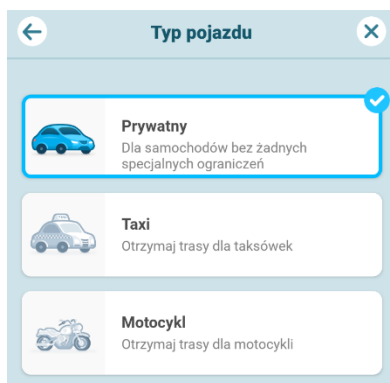 Typ pojazdu
Prywatny
Dla samochodów bez żadnych
specjalnych ograniczeń
Taxi
Otrzymaj trasy dla taksówek
Motocykl
Otrzymaj trasy dla motocykli